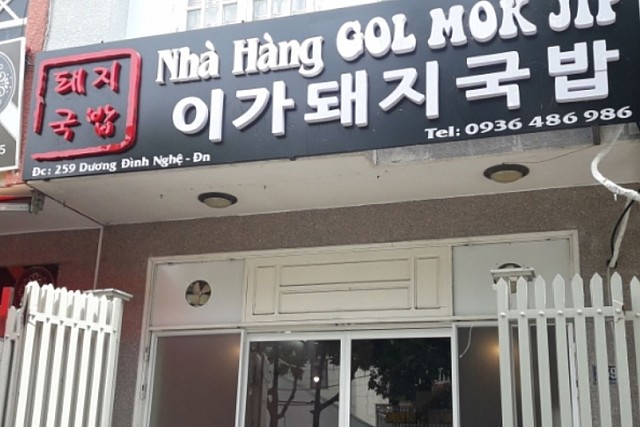 Nhà Hàng GOL MOK JIP
돼지
국밥
이가돼지국밥
Tel: 0936 486 986
Đc: 259 Dương Đình Nghệ - Đn